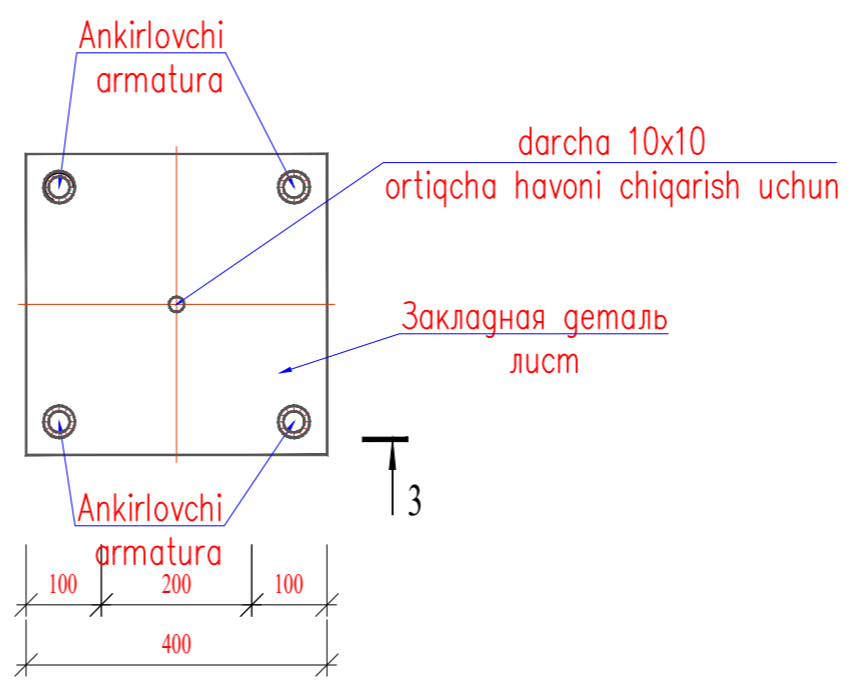 Ankirlovchi
armatura
darcha 10x10
ortiqcha havoni chiqarish uchun
Закладная деталь
лист
3
Ankirlovchi
armatura
100 200 100
400